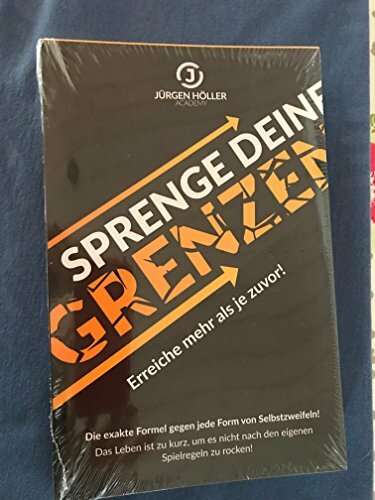 J
JÜRGEN HÖLLER
ACADEMY
SPRENGE DEINE
GRENZEN
Erreiche mehr als je zuvor!
Die exakte Formel gegen jede Form von Selbstzweifeln!
Das Leben ist zu kurz, um es nicht nach den eigenen
Spielregeln zu rocken!